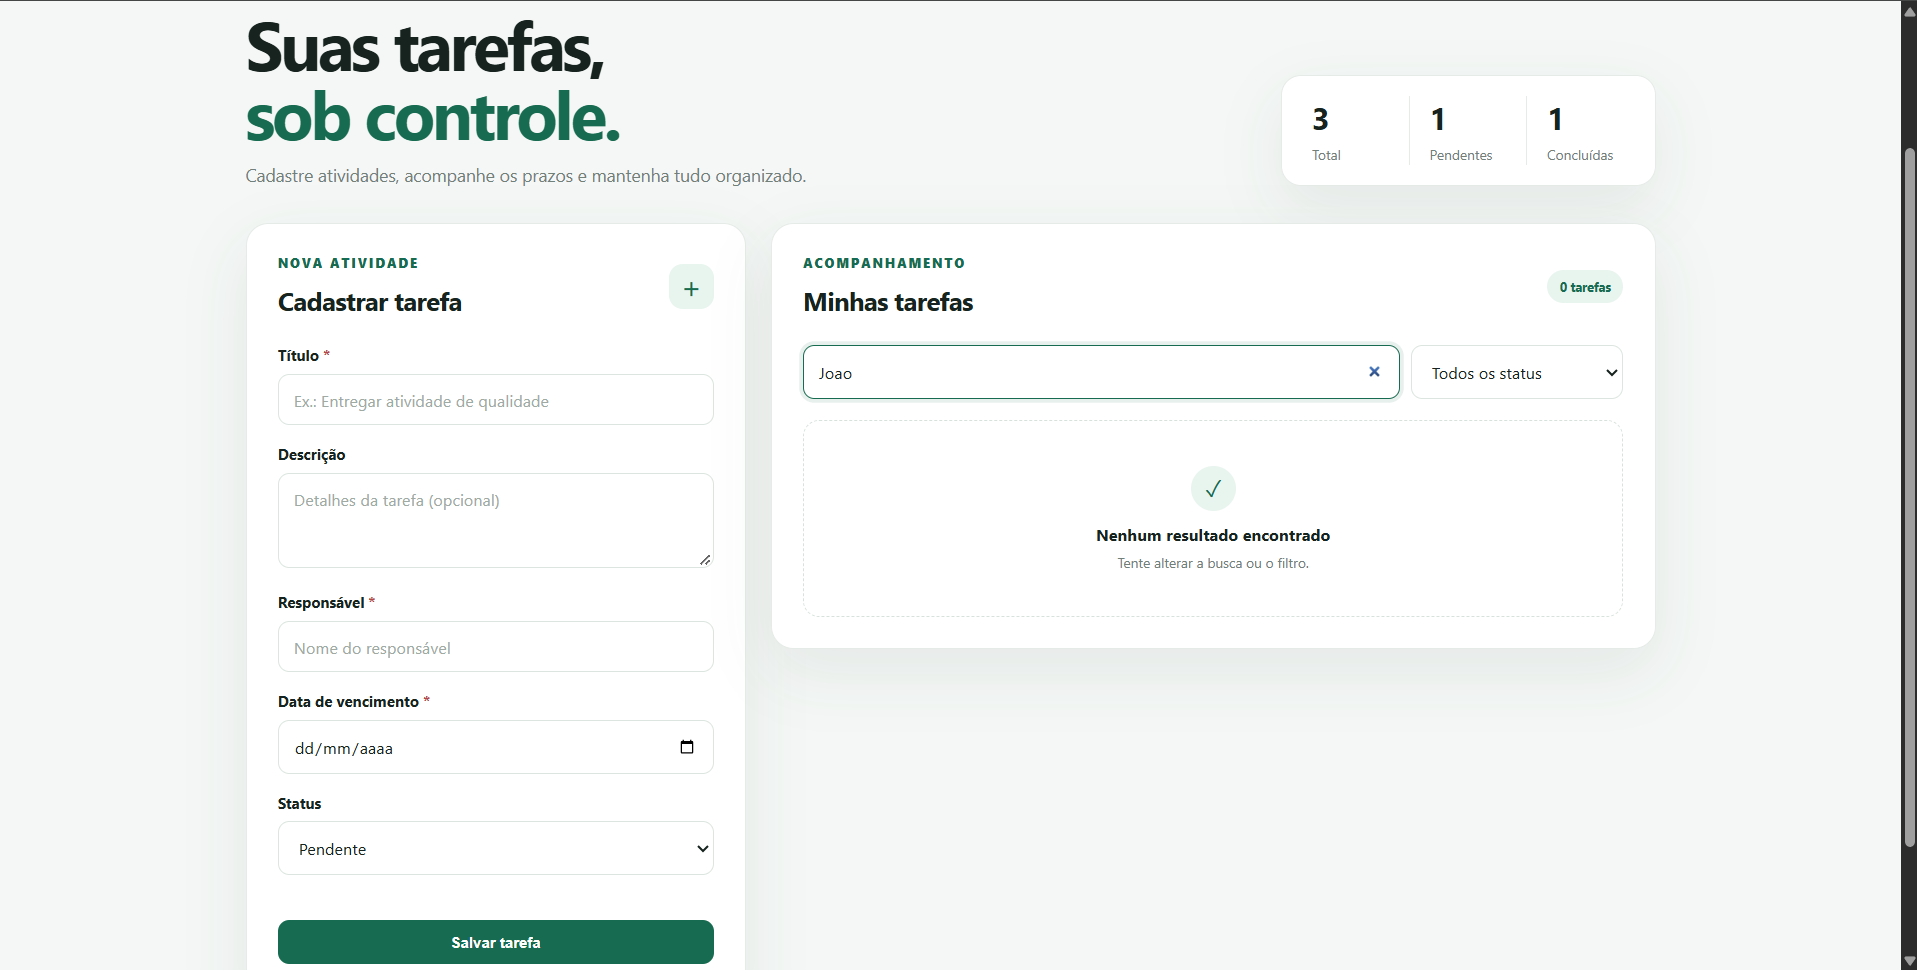 Suas tarefas,
sob controle.
Cadastre atividades, acompanhe os prazos e mantenha tudo organizado.
3
Total
1
Pendentes
1
Concluídas
NOVA ATIVIDADE
Cadastrar tarefa
+
Título *
Ex.: Entregar atividade de qualidade
Descrição
Detalhes da tarefa (opcional)
Responsável *
Nome do responsável
Data de vencimento *
dd/mm/aaaa
Status
Pendente
Salvar tarefa
ACOMPANHAMENTO
Minhas tarefas
0 tarefas
Joao
Todos os status
Nenhum resultado encontrado
Tente alterar a busca ou o filtro.